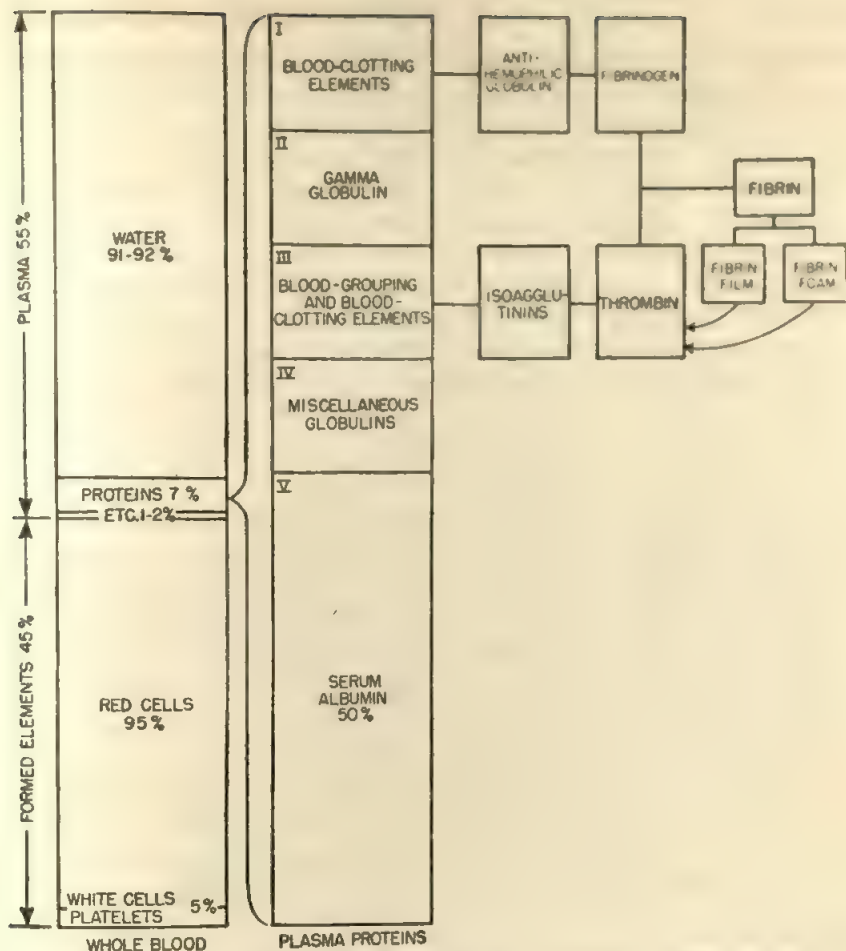 PLASMA 55%
FORMED ELEMENTS 45%
WATER
91-92 %
PROTEINS 7 %
ETC. 1-2%
RED CELLS
95%
WHITE CELLS
PLATELETS 5%
WHOLE BLOOD
I
BLOOD-CLOTTING
ELEMENTS
II
GAMMA
GLOBULIN
III
BLOOD-GROUPING
AND BLOOD-
CLOTTING ELEMENTS
IV
MISCELLANEOUS
GLOBULINS
V
SERUM
ALBUMIN
50%
PLASMA PROTEINS
ANTI-
HEMOPHILIC
GLOBULIN
FIBRINOGEN
FIBRIN
FIBRIN
FILM
FIBRIN
FOAM
ISOAGGLU-
TININS
THROMBIN